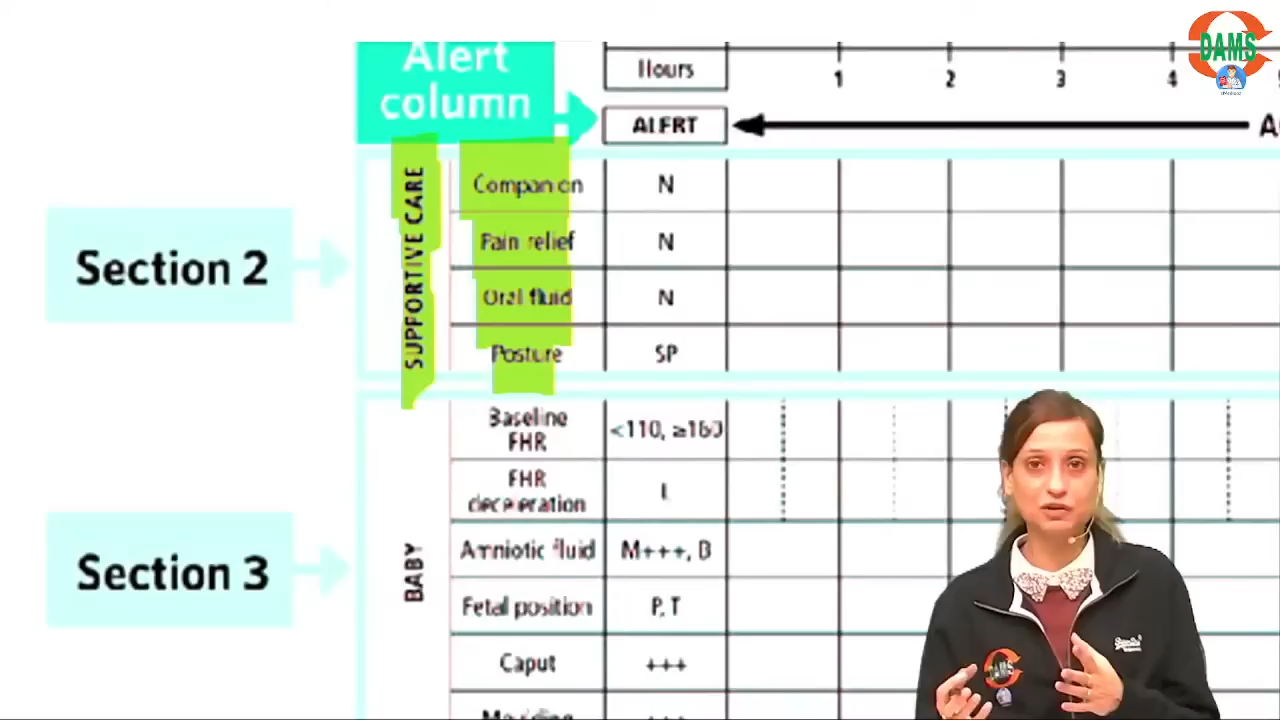 DAMS
Alert
column
Hours
1
2
3
4
ALERT
Section 2
SUPPORTIVE CARE
Companion
N
Pain relief
N
Oral fluid
N
Posture
SP
Section 3
BABY
Baseline
FHR
<110, ≥160
FHR
deceleration
L
Amniotic fluid
M+++, B
Fetal position
P, T
Caput
+++
DAMS